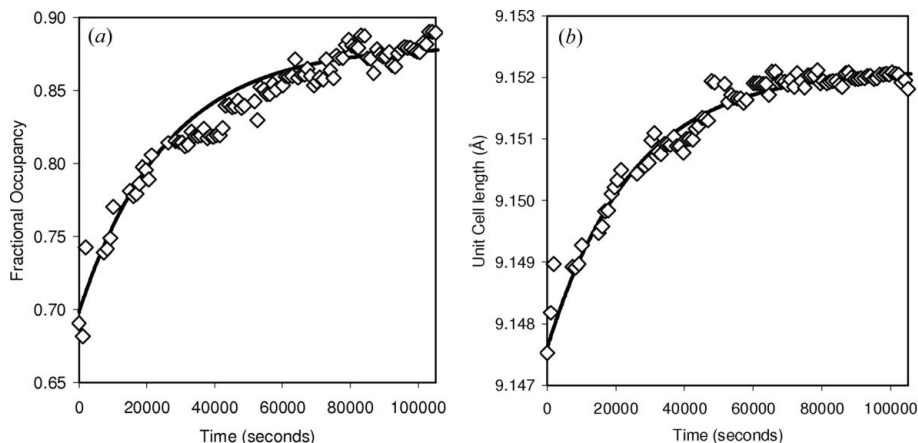 (a)
0.90
0.85
0.80
0.75
0.70
0.65
Fractional Occupancy
0 20000 40000 60000 80000 100000
Time (seconds)
(b)
9.153
9.152
9.151
9.150
9.149
9.148
9.147
Unit Cell length (Å)
0 20000 40000 60000 80000 100000
Time (seconds)